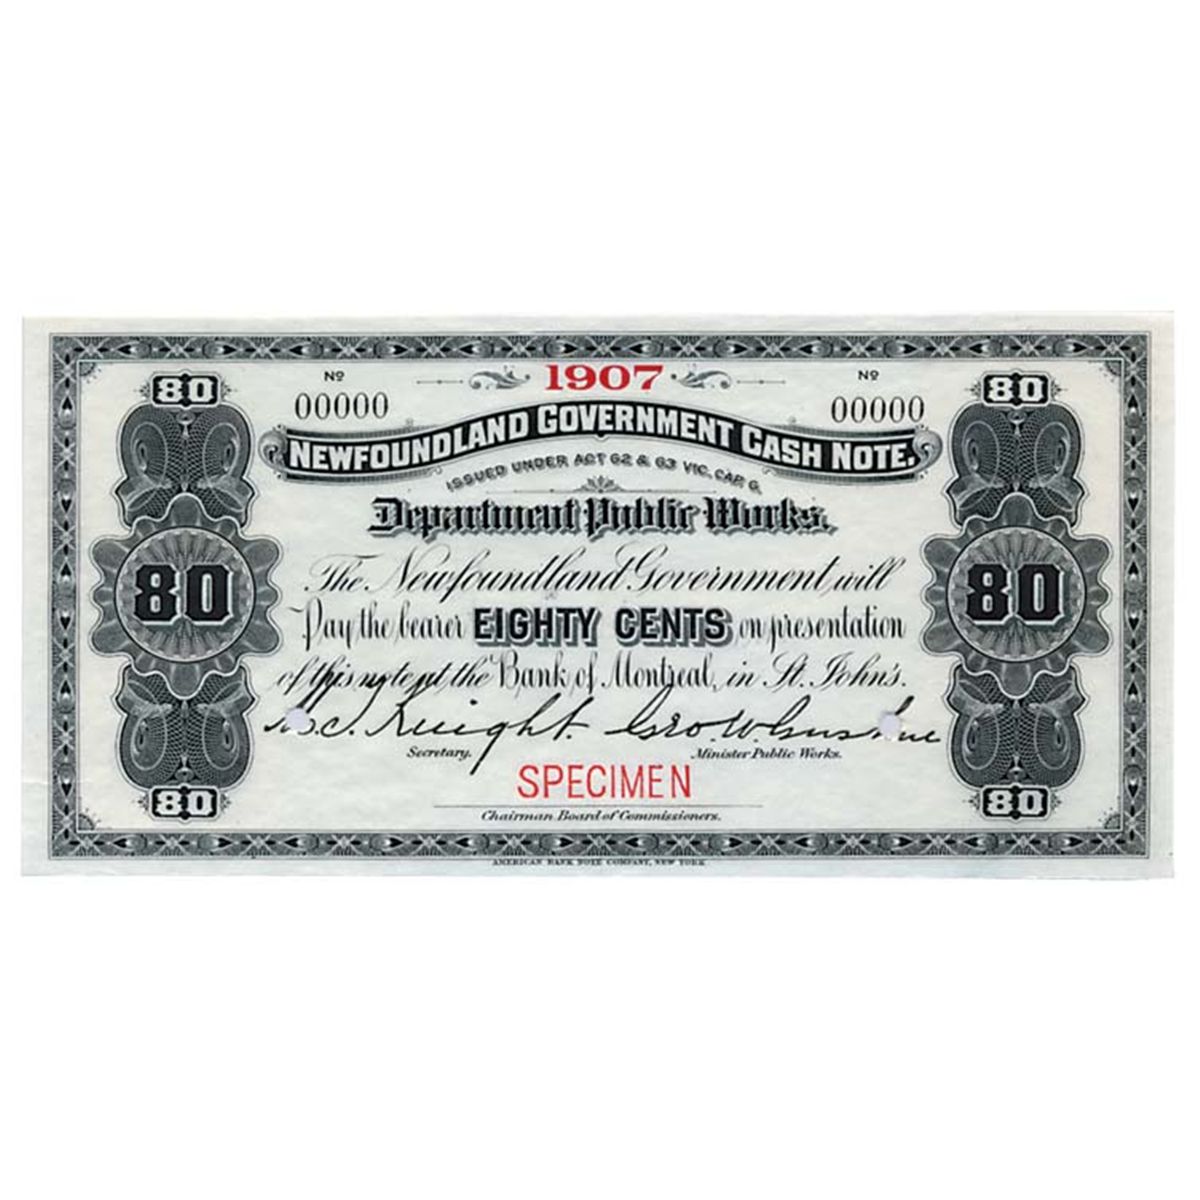 80 1907 80
Nº Nº
00000 00000
NEWFOUNDLAND GOVERNMENT CASH NOTE.
ISSUED UNDER ACT 62 & 63 VIC. CAP. 6.
Department Public Works.
The Newfoundland Government will
80 80
Pay the bearer EIGHTY CENTS on presentation
of this note at the Bank of Montreal, in St. John's.
Knight. Geo. W. Gushue
Secretary. Minister Public Works.
SPECIMEN
80 80
Chairman Board of Commissioners.
AMERICAN BANK NOTE COMPANY, NEW YORK